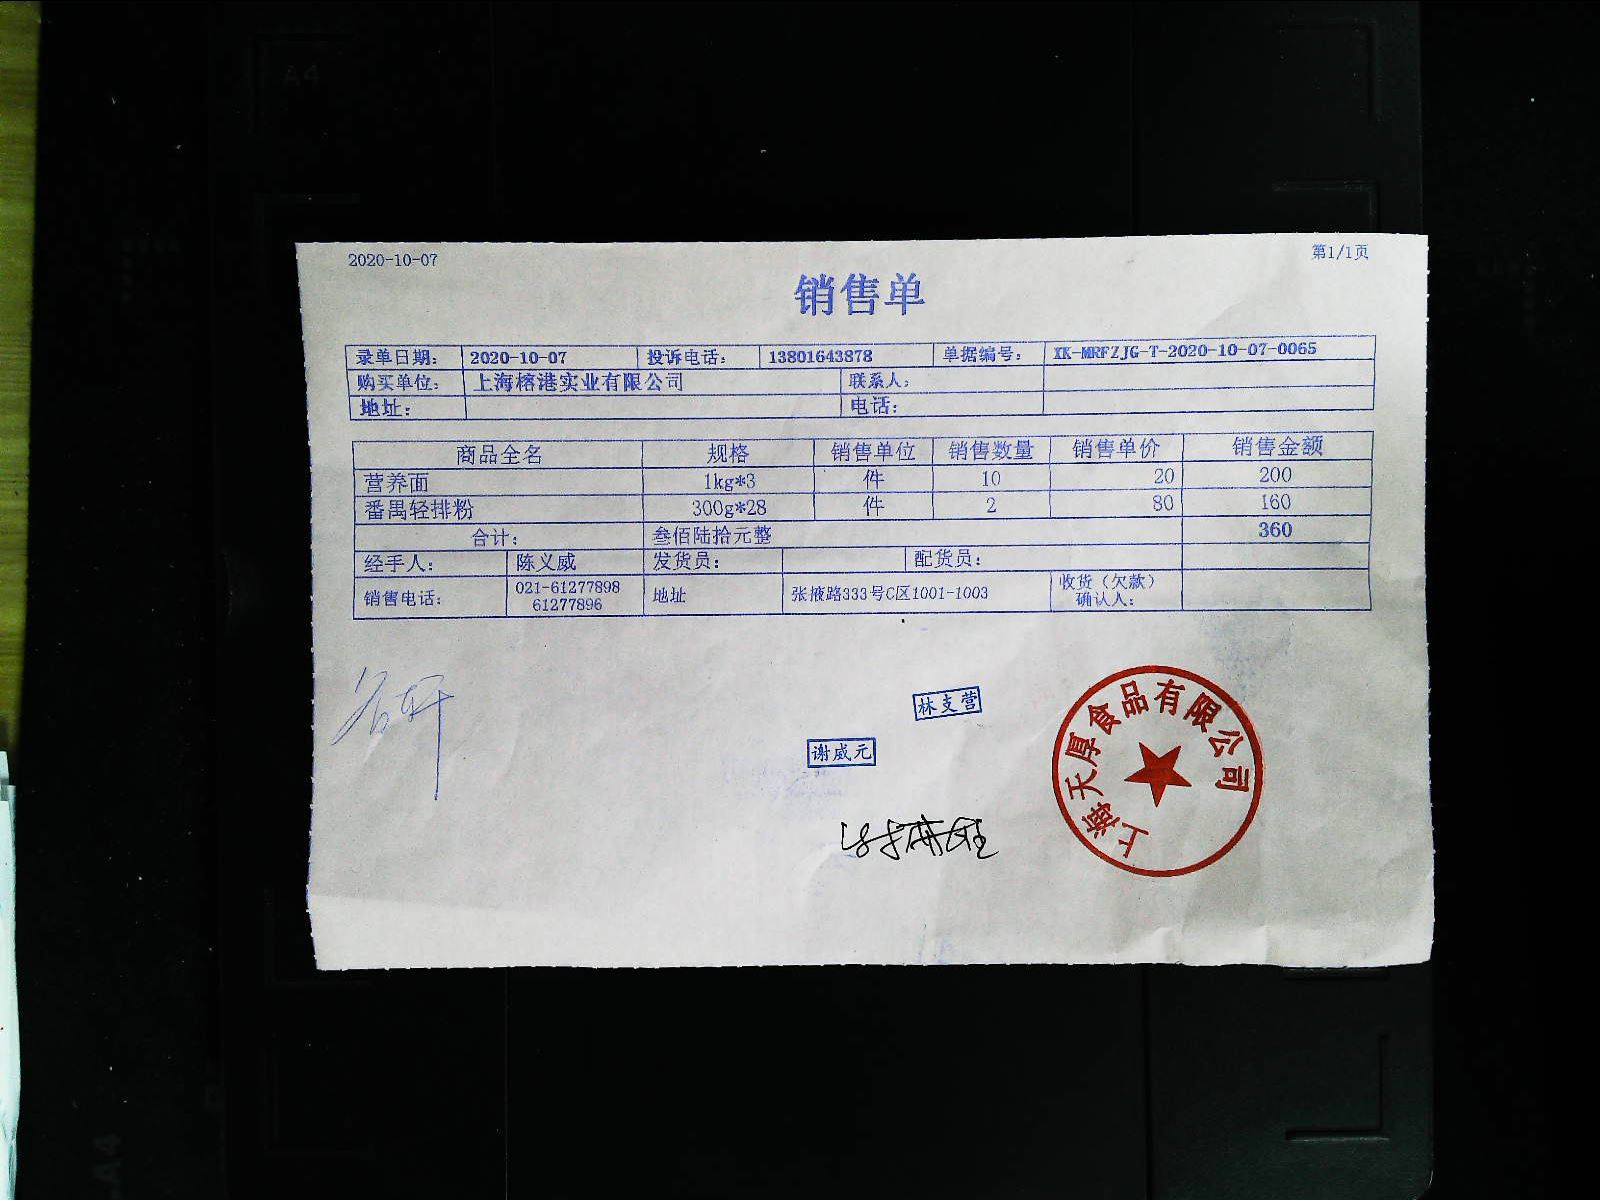 A4
2020-10-07 第1/1页
销售单
录单日期： 2020-10-07 投诉电话： 13801643878 单据编号： XK-MRFZJG-T-2020-10-07-0065
购买单位： 上海榕港实业有限公司 联系人：
地址： 电话：
商品全名 规格 销售单位 销售数量 销售单价 销售金额
营养面 1kg*3 件 10 20 200
番禺轻排粉 300g*28 件 2 80 160
合计： 叁佰陆拾元整 360
经手人： 陈义威 发货员： 配货员：
销售电话： 021-61277898 61277896 地址 张掖路333号C区1001-1003 收货（欠款）确认人：
林支营
谢威元
上海天厚食品有限公司
A4